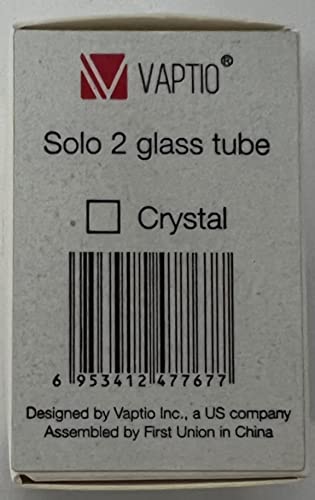 VAPTIO®
Solo 2 glass tube
Crystal
6 953412 477677
Designed by Vaptio Inc., a US company
Assembled by First Union in China